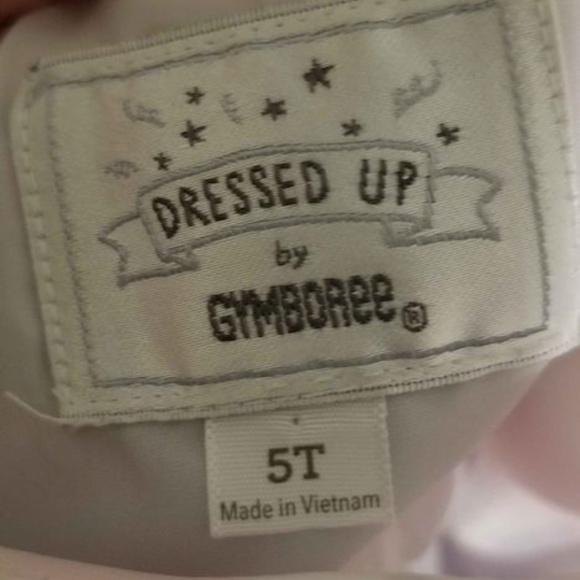 DRESSED UP
by
GYMBOREE®
5T
Made in Vietnam